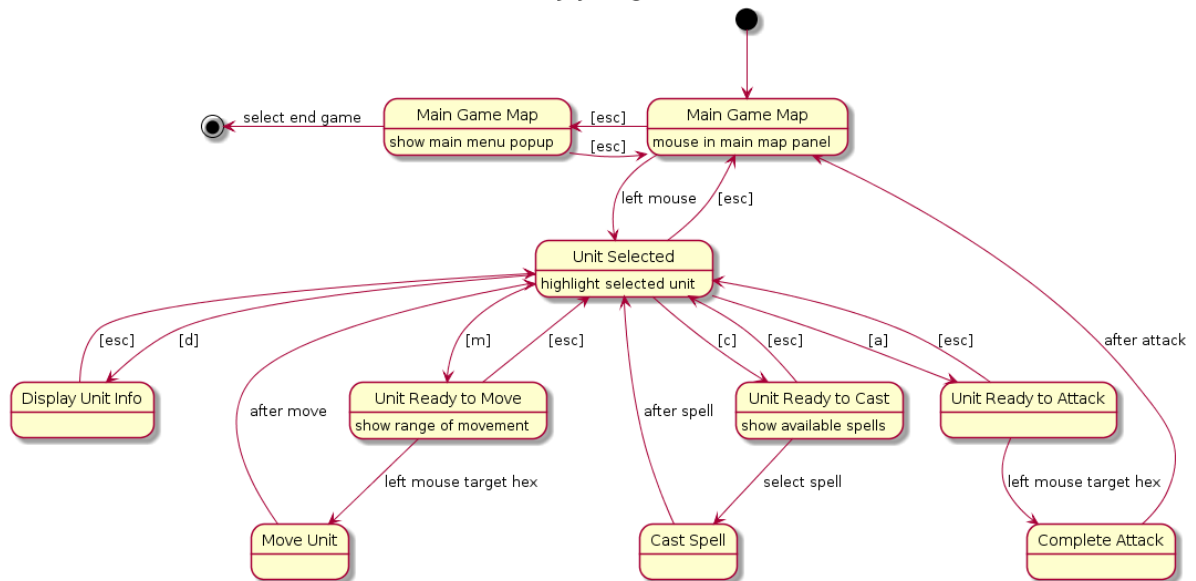 select end game
Main Game Map
show main menu popup
[esc]
[esc]
Main Game Map
mouse in main map panel
left mouse
[esc]
Unit Selected
highlight selected unit
[esc]
[d]
[m]
[esc]
[c]
[esc]
[a]
[esc]
after attack
Display Unit Info
after move
Unit Ready to Move
show range of movement
after spell
Unit Ready to Cast
show available spells
Unit Ready to Attack
left mouse target hex
select spell
left mouse target hex
Move Unit
Cast Spell
Complete Attack